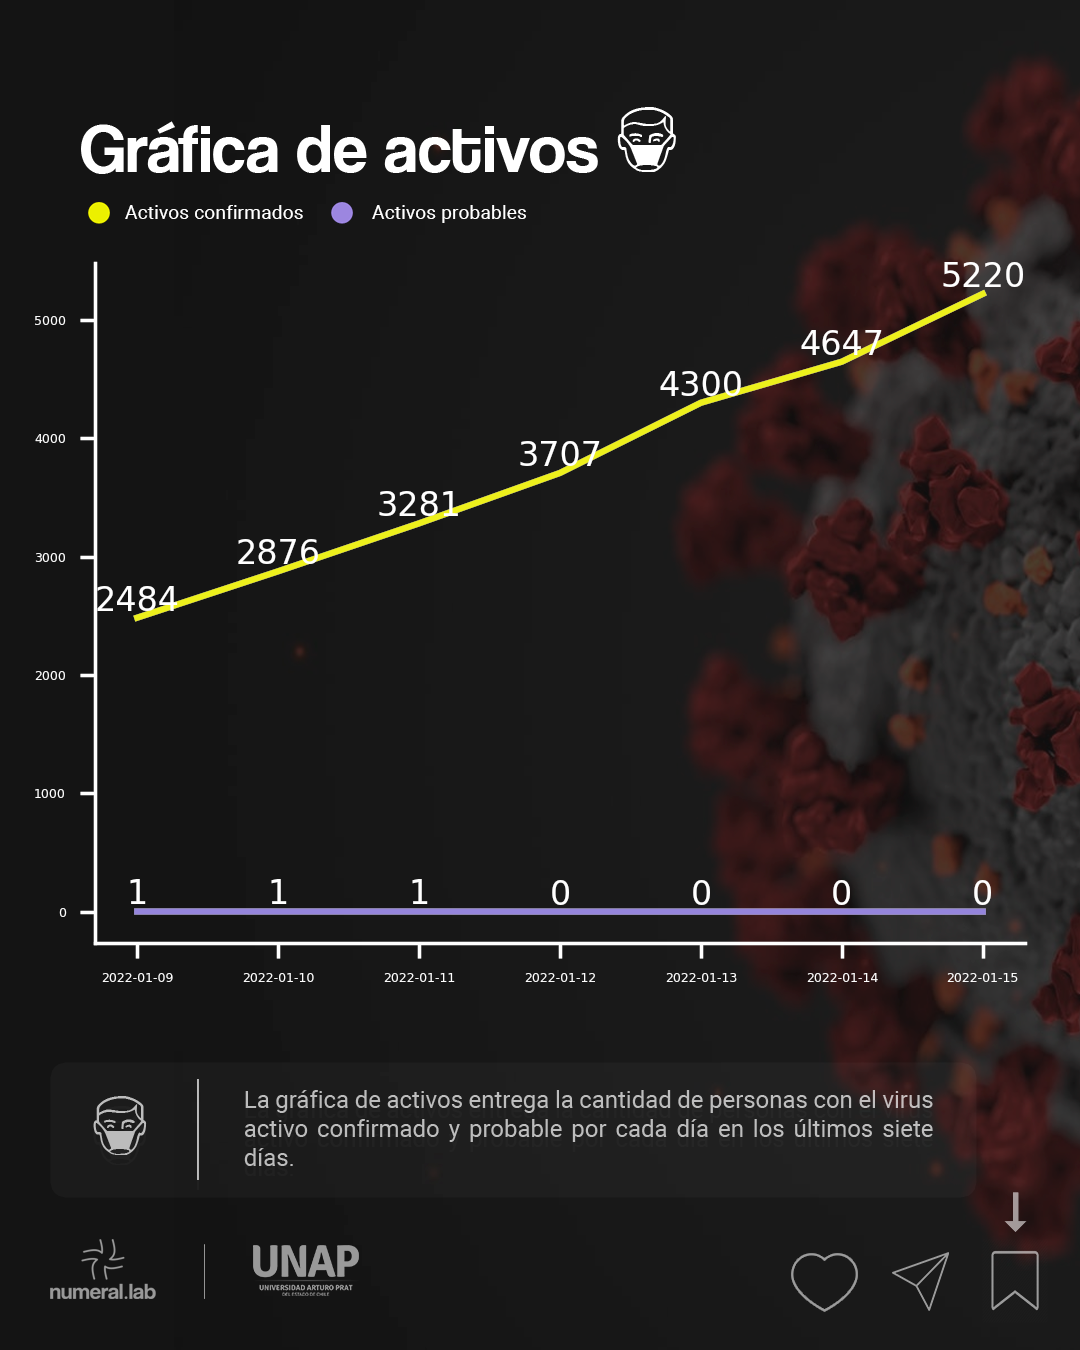 Gráfica de activos
Activos confirmados Activos probables
5220
5000
4647
4300
4000
3707
3281
3000
2876
2484
2000
1000
1 1 1 0 0 0 0
0
2022-01-09 2022-01-10 2022-01-11 2022-01-12 2022-01-13 2022-01-14 2022-01-15
La gráfica de activos entrega la cantidad de personas con el virus
activo confirmado y probable por cada día en los últimos siete
días.
numeral.lab
UNAP
UNIVERSIDAD ARTURO PRAT
DEL ESTADO DE CHILE